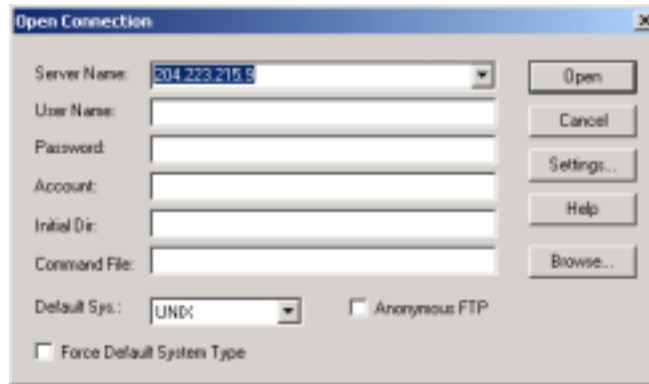 Open Connection
Server Name: 204.223.215.9
Open
User Name:
Cancel
Password:
Settings...
Account:
Help
Initial Dir:
Command File:
Browse...
Default Sys.: UNIX
Anonymous FTP
Force Default System Type